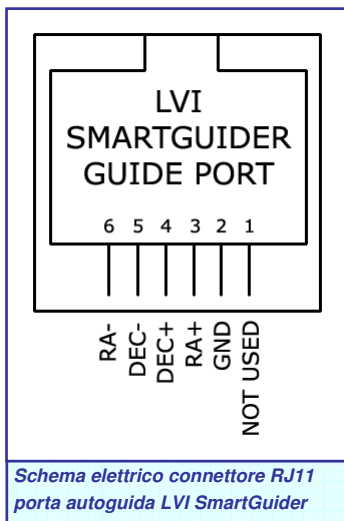 LVI
SMARTGUIDER
GUIDE PORT
6 5 4 3 2 1
RA-
DEC-
DEC+
RA+
GND
NOT USED
Schema elettrico connettore RJ11
porta autoguida LVI SmartGuider